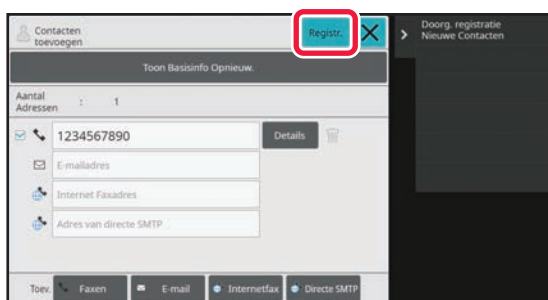 Contacten
toevoegen
Registr.
Doorg. registratie
Nieuwe Contacten
Toon Basisinfo Opnieuw.
Aantal
Adressen : 1
1234567890
Details
E-mailadres
Internet Faxadres
Adres van directe SMTP
Toev. Faxen E-mail Internetfax Directe SMTP